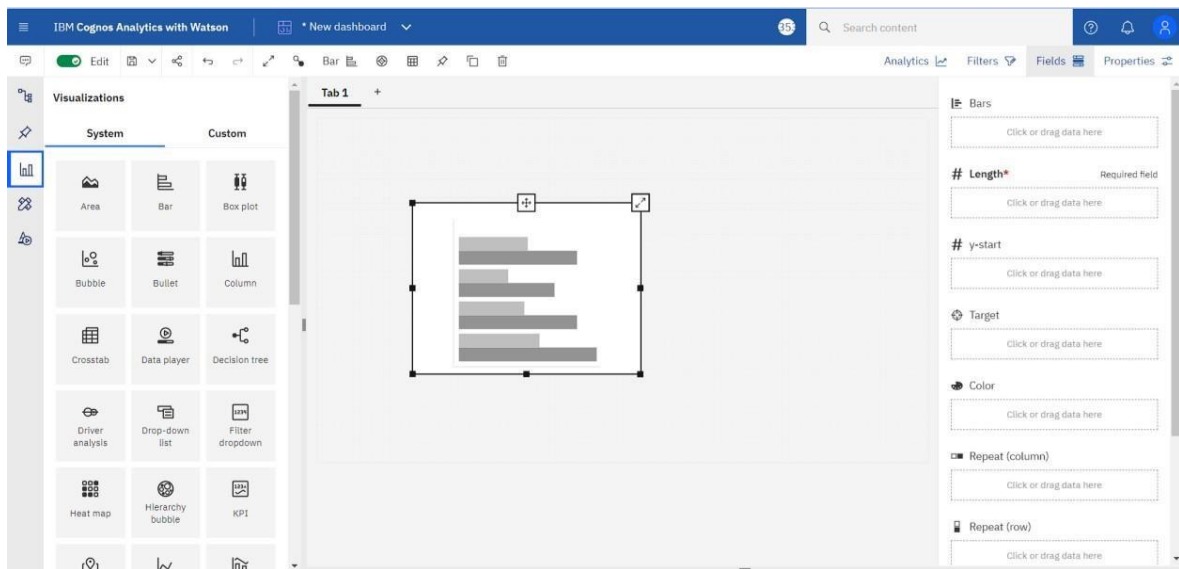 IBM Cognos Analytics with Watson
* New dashboard
353
Search content
Edit
Bar
Analytics
Filters
Fields
Properties
Visualizations
System
Custom
Area
Bar
Box plot
Bubble
Bullet
Column
Crosstab
Data player
Decision tree
Driver
analysis
Drop-down
list
1234
Filter
dropdown
Heat map
Hierarchy
bubble
KPI
Tab 1 +
Bars
Click or drag data here
# Length* Required field
Click or drag data here
# y-start
Click or drag data here
Target
Click or drag data here
Color
Click or drag data here
Repeat (column)
Click or drag data here
Repeat (row)
Click or drag data here